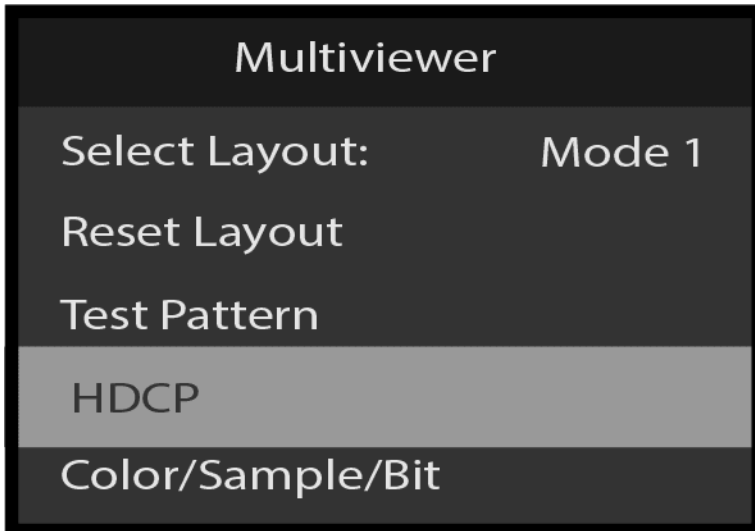 Multiviewer
Select Layout: Mode 1
Reset Layout
Test Pattern
HDCP
Color/Sample/Bit